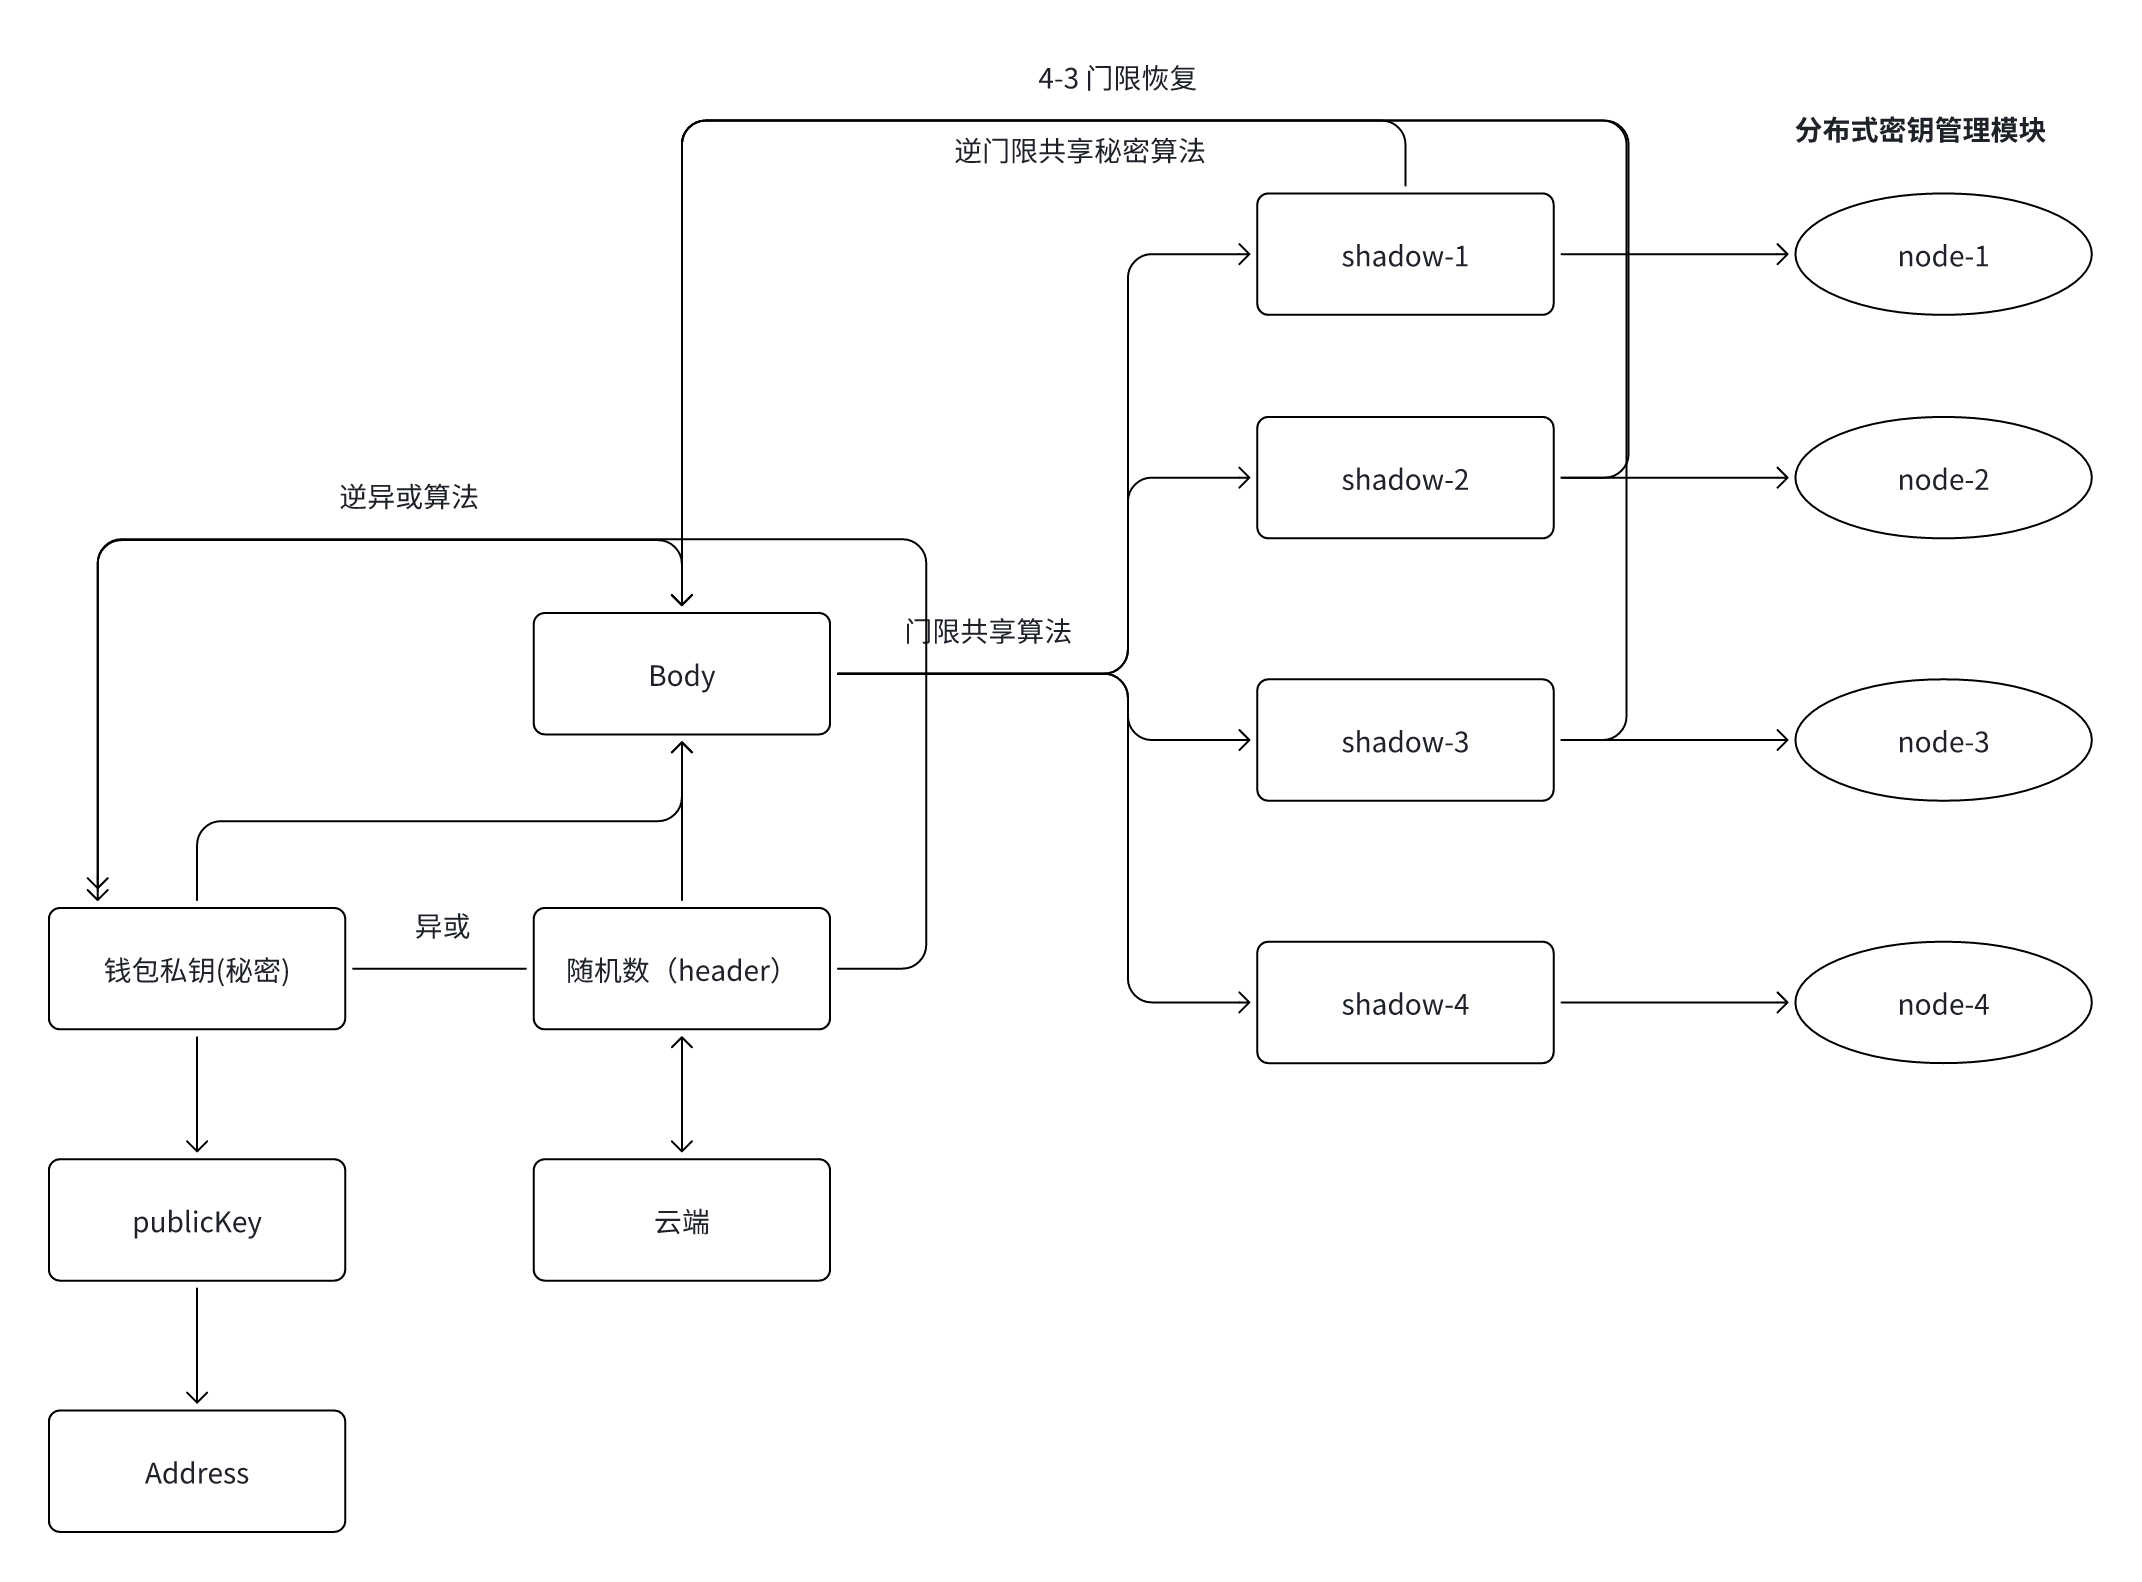 4-3 门限恢复
分布式密钥管理模块
逆门限共享秘密算法
shadow-1
node-1
shadow-2
node-2
逆异或算法
门限共享算法
Body
shadow-3
node-3
异或
钱包私钥(秘密)
随机数（header）
shadow-4
node-4
publicKey
云端
Address